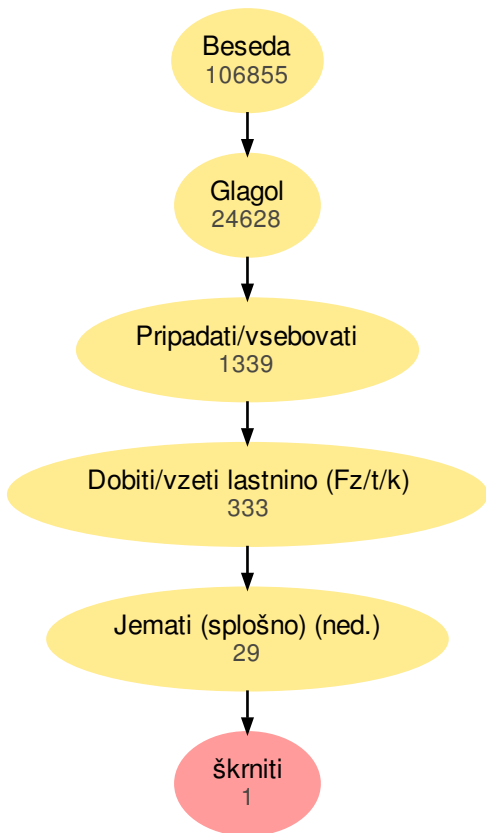 Beseda
106855
Glagol
24628
Pripadati/vsebovati
1339
Dobiti/vzeti lastnino (Fz/t/k)
333
Jemati (splošno) (ned.)
29
škrniti
1